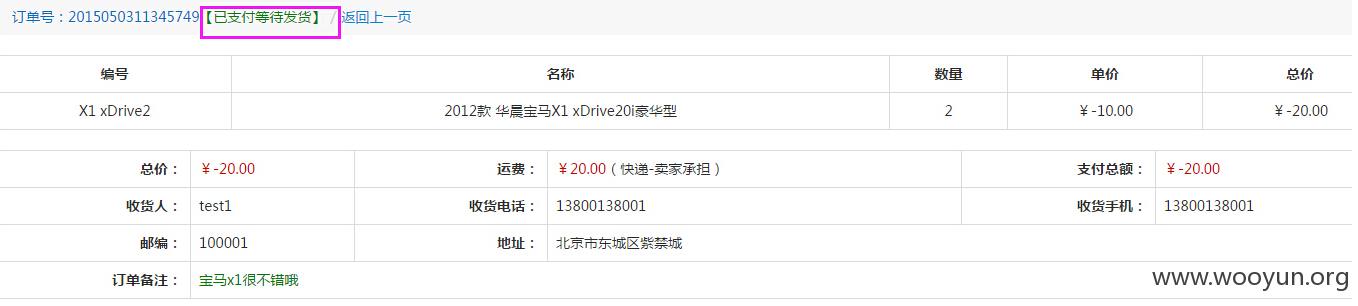 订单号：2015050311345749【已支付等待发货】 / 返回上一页
编号 名称 数量 单价 总价
X1 xDrive2 2012款 华晨宝马X1 xDrive20i豪华型 2 ￥-10.00 ￥-20.00
总价： ￥-20.00 运费： ￥20.00 ( 快递-卖家承担 ) 支付总额： ￥-20.00
收货人： test1 收货电话： 13800138001 收货手机： 13800138001
邮编： 100001 地址： 北京市东城区紫禁城
订单备注： 宝马x1很不错哦
www.wooyun.org